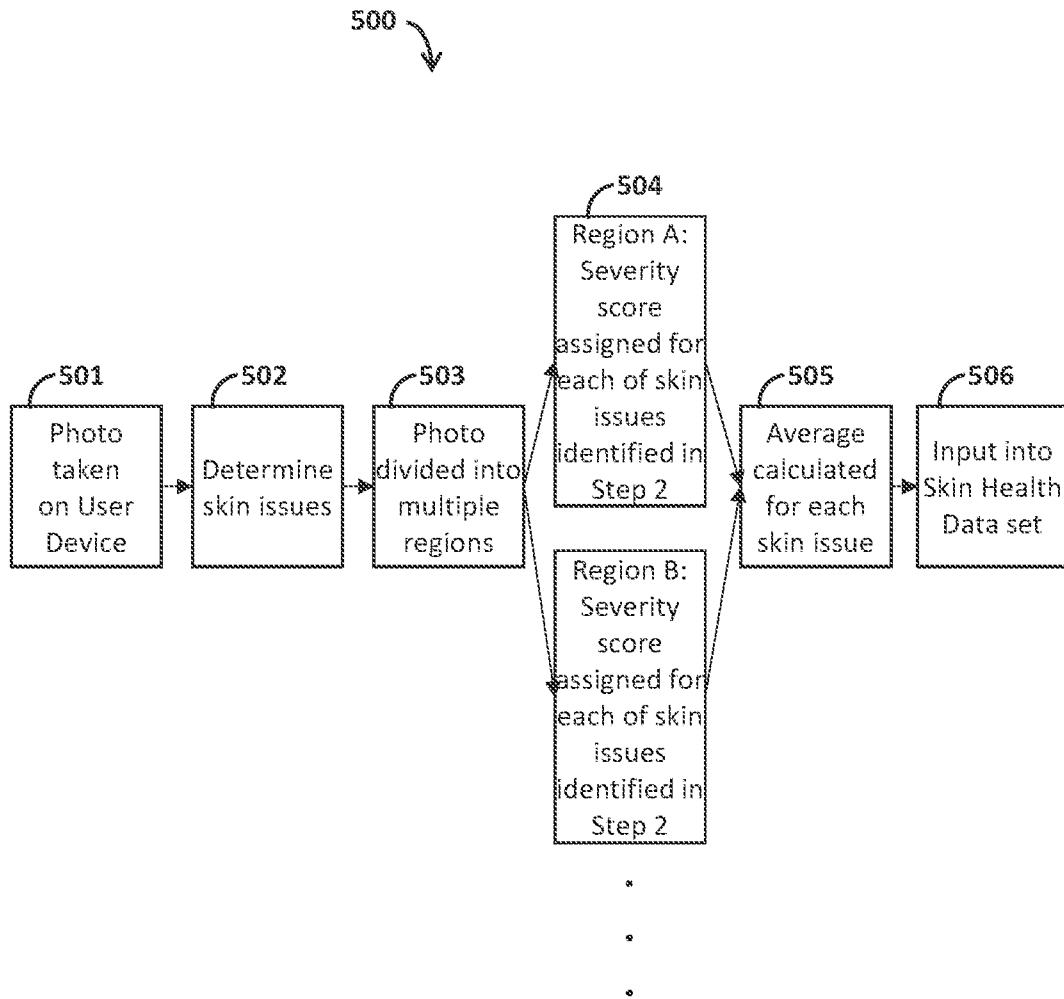 500
501
Photo
taken
on User
Device
502
Determine
skin issues
503
Photo
divided into
multiple
regions
504
Region A:
Severity
score
assigned for
each of skin
issues
identified in
Step 2
Region B:
Severity
score
assigned for
each of skin
issues
identified in
Step 2
505
Average
calculated
for each
skin issue
506
Input into
Skin Health
Data set